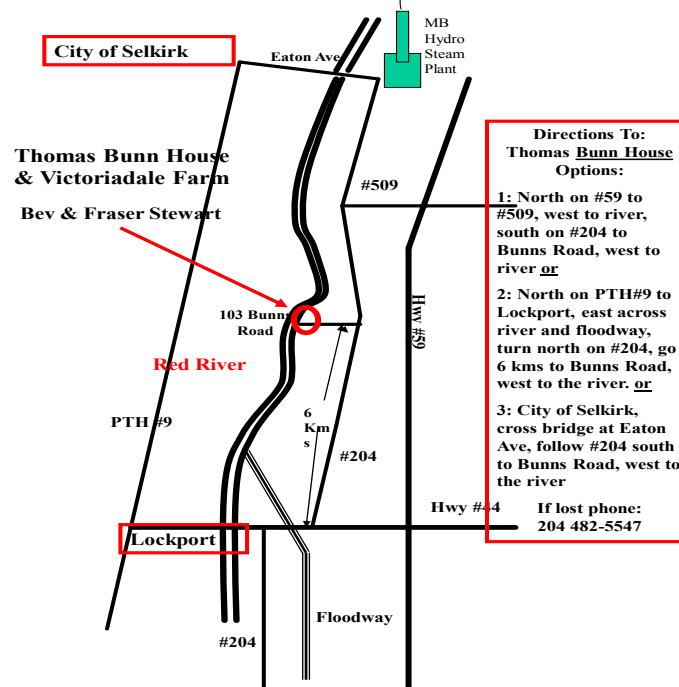 MB
Hydro
Steam
Plant
City of Selkirk
Eaton Ave
Thomas Bunn House
& Victoriadale Farm
Bev & Fraser Stewart
#509
103 Bunns
Road
Hwy #59
Red River
PTH #9
6
Km
s
#204
Hwy #44
Lockport
Floodway
#204
Directions To:
Thomas Bunn House
Options:
1: North on #59 to
#509, west to river,
south on #204 to
Bunns Road, west to
river or
2: North on PTH#9 to
Lockport, east across
river and floodway,
turn north on #204, go
6 kms to Bunns Road,
west to the river. or
3: City of Selkirk,
cross bridge at Eaton
Ave, follow #204 south
to Bunns Road, west to
the river
If lost phone:
204 482-5547